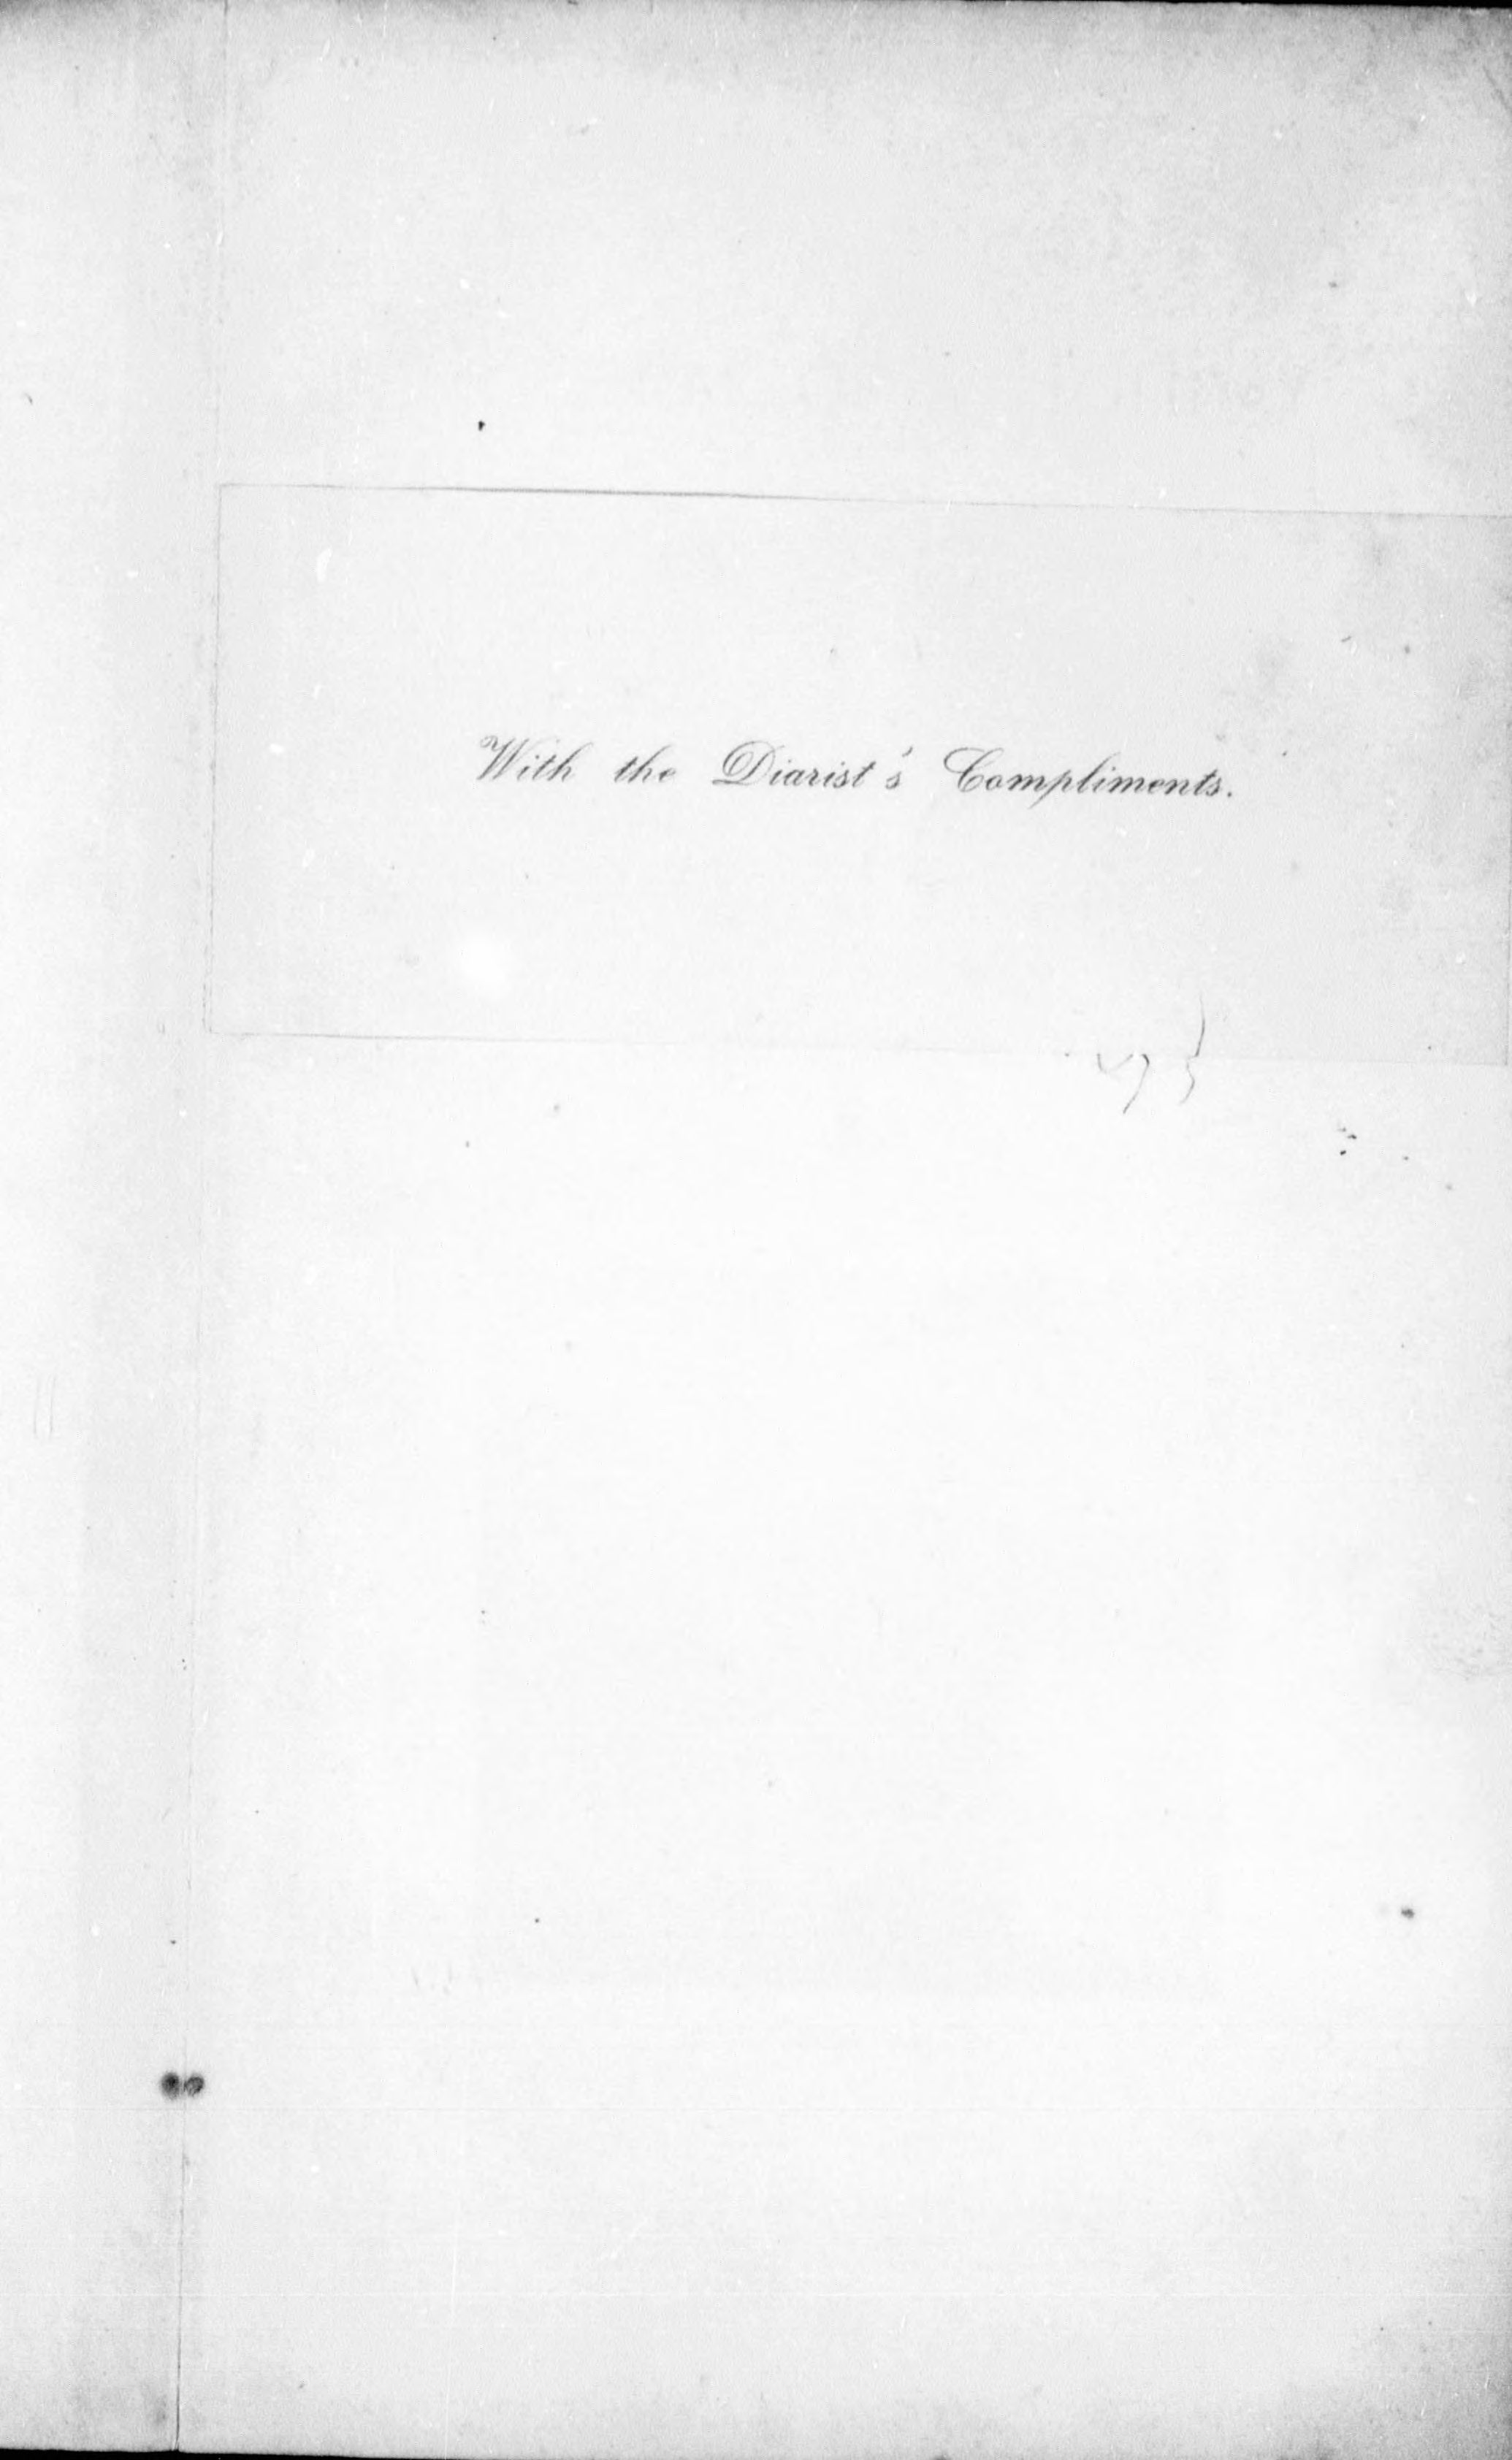 With the Diarist's Compliments.